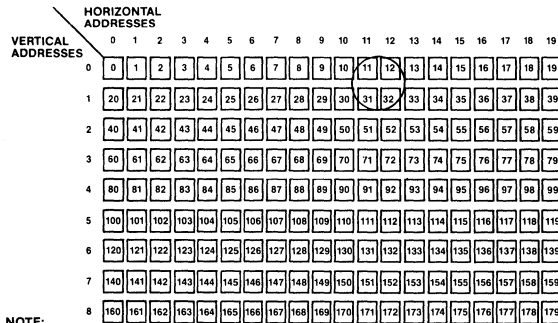 HORIZONTAL
ADDRESSES
VERTICAL
ADDRESSES
0 1 2 3 4 5 6 7 8 9 10 11 12 13 14 15 16 17 18 19
0 0 1 2 3 4 5 6 7 8 9 10 11 12 13 14 15 16 17 18 19
1 20 21 22 23 24 25 26 27 28 29 30 31 32 33 34 35 36 37 38 39
2 40 41 42 43 44 45 46 47 48 49 50 51 52 53 54 55 56 57 58 59
3 60 61 62 63 64 65 66 67 68 69 70 71 72 73 74 75 76 77 78 79
4 80 81 82 83 84 85 86 87 88 89 90 91 92 93 94 95 96 97 98 99
5 100 101 102 103 104 105 106 107 108 109 110 111 112 113 114 115 116 117 118 119
6 120 121 122 123 124 125 126 127 128 129 130 131 132 133 134 135 136 137 138 139
7 140 141 142 143 144 145 146 147 148 149 150 151 152 153 154 155 156 157 158 159
8 160 161 162 163 164 165 166 167 168 169 170 171 172 173 174 175 176 177 178 179
NOTE: